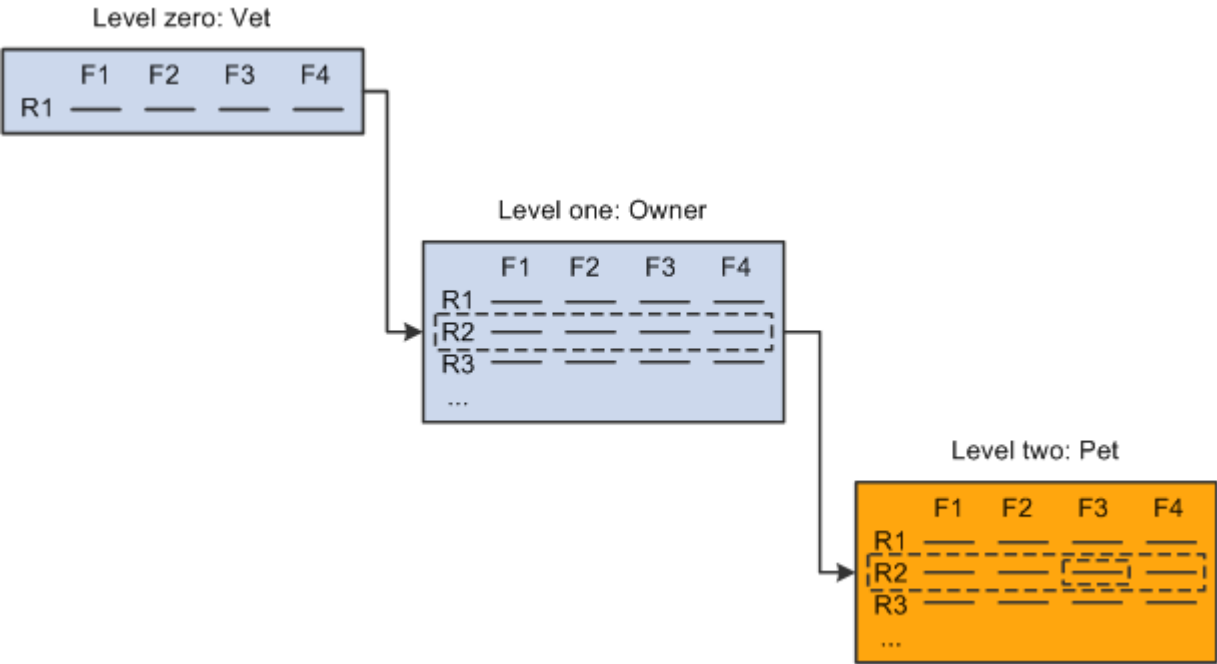 Level zero: Vet
F1 F2 F3 F4
R1
Level one: Owner
F1 F2 F3 F4
R1
R2
R3
...
Level two: Pet
F1 F2 F3 F4
R1
R2
R3
...